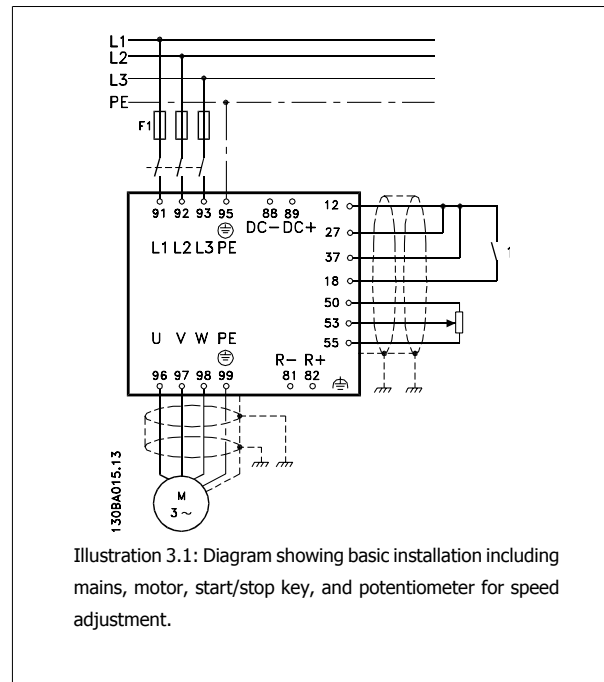 L1
L2
L3
PE
F1
91 92 93 95 88 89 12
DC- DC+
L1 L2 L3 PE
27
37
18
50
53
55
U V W PE
R- R+
96 97 98 99 81 82
M
3 ~
130BA015.13
Illustration 3.1: Diagram showing basic installation including
mains, motor, start/stop key, and potentiometer for speed
adjustment.